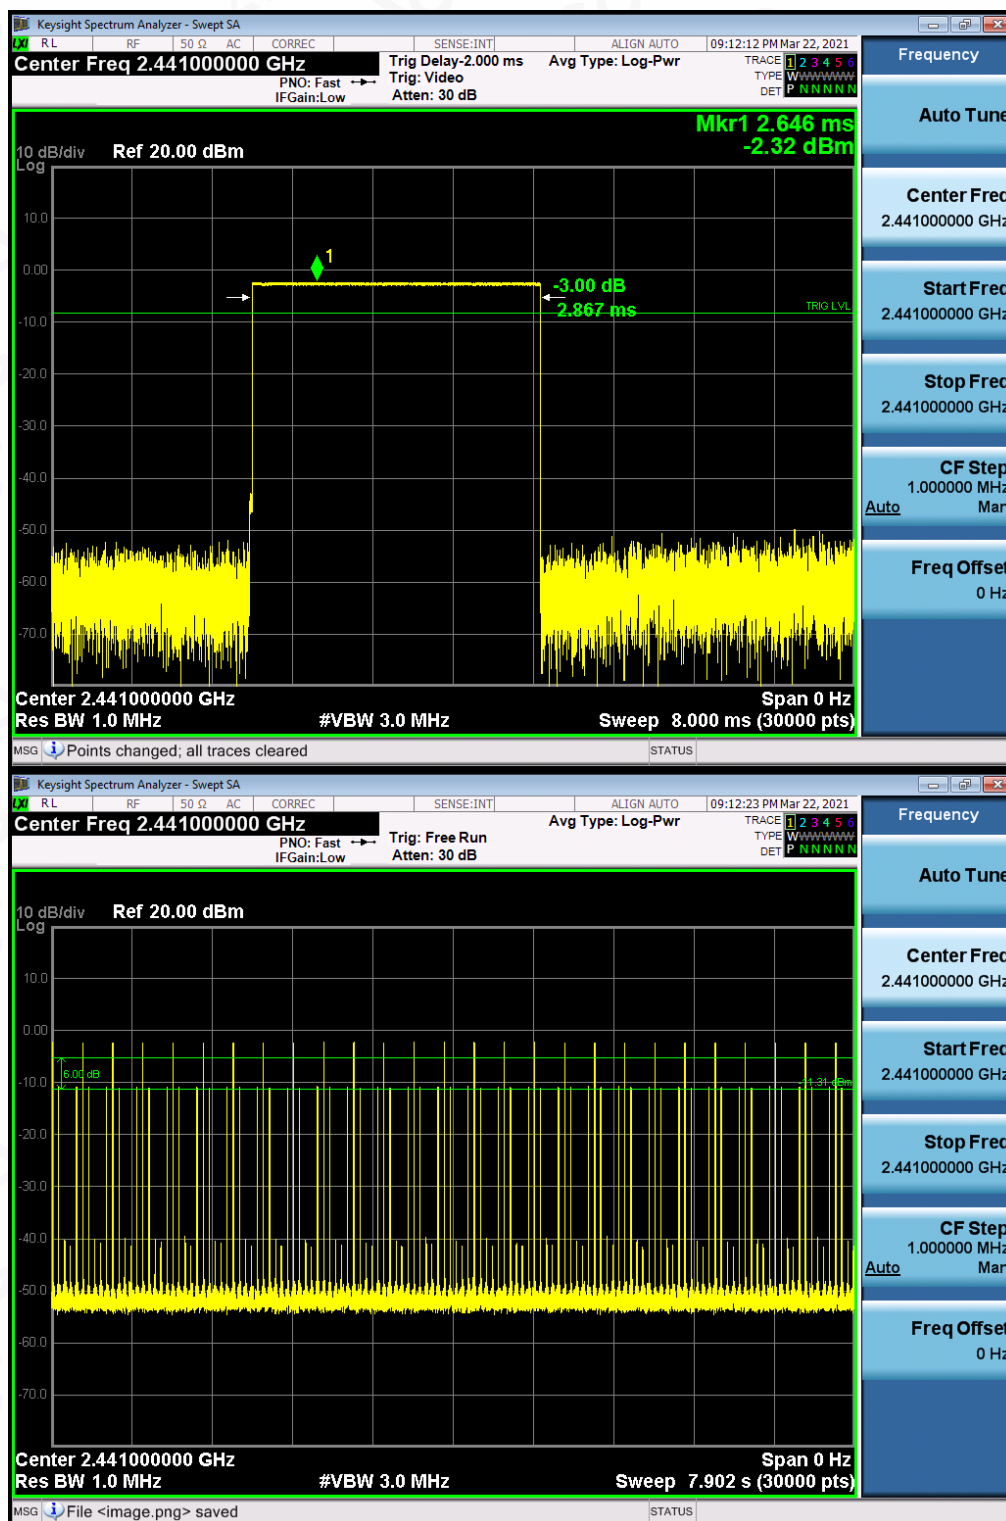 Keysight Spectrum Analyzer - Swept SA
LXI RL RF 50 Ω AC CORREC SENSE:INT ALIGN AUTO 09:12:12 PM Mar 22, 2021
Center Freq 2.441000000 GHz
PNO: Fast
IFGain:Low
Trig Delay-2.000 ms
Trig: Video
Atten: 30 dB
Avg Type: Log-Pwr
TRACE 1 2 3 4 5 6
TYPE WWWWWW
DET P N N N N N
Mkr1 2.646 ms
-2.32 dBm
10 dB/div Ref 20.00 dBm
Log
10.0
0.00
-10.0
-20.0
-30.0
-40.0
-50.0
-60.0
-70.0
1
-3.00 dB
2.867 ms
TRIG LVL
Center 2.441000000 GHz Span 0 Hz
Res BW 1.0 MHz #VBW 3.0 MHz Sweep 8.000 ms (30000 pts)
MSG Points changed; all traces cleared STATUS
Frequency
Auto Tune
Center Freq
2.441000000 GHz
Start Freq
2.441000000 GHz
Stop Freq
2.441000000 GHz
CF Step
1.000000 MHz
Auto Man
Freq Offset
0 Hz
Keysight Spectrum Analyzer - Swept SA
LXI RL RF 50 Ω AC CORREC SENSE:INT ALIGN AUTO 09:12:23 PM Mar 22, 2021
Center Freq 2.441000000 GHz
PNO: Fast
IFGain:Low
Trig: Free Run
Atten: 30 dB
Avg Type: Log-Pwr
TRACE 1 2 3 4 5 6
TYPE WWWWWW
DET P N N N N N
10 dB/div Ref 20.00 dBm
Log
10.0
0.00
-10.0
-20.0
-30.0
-40.0
-50.0
-60.0
-70.0
6.00 dB
-11.31 dBm
Center 2.441000000 GHz Span 0 Hz
Res BW 1.0 MHz #VBW 3.0 MHz Sweep 7.902 s (30000 pts)
MSG File <image.png> saved STATUS
Frequency
Auto Tune
Center Freq
2.441000000 GHz
Start Freq
2.441000000 GHz
Stop Freq
2.441000000 GHz
CF Step
1.000000 MHz
Auto Man
Freq Offset
0 Hz